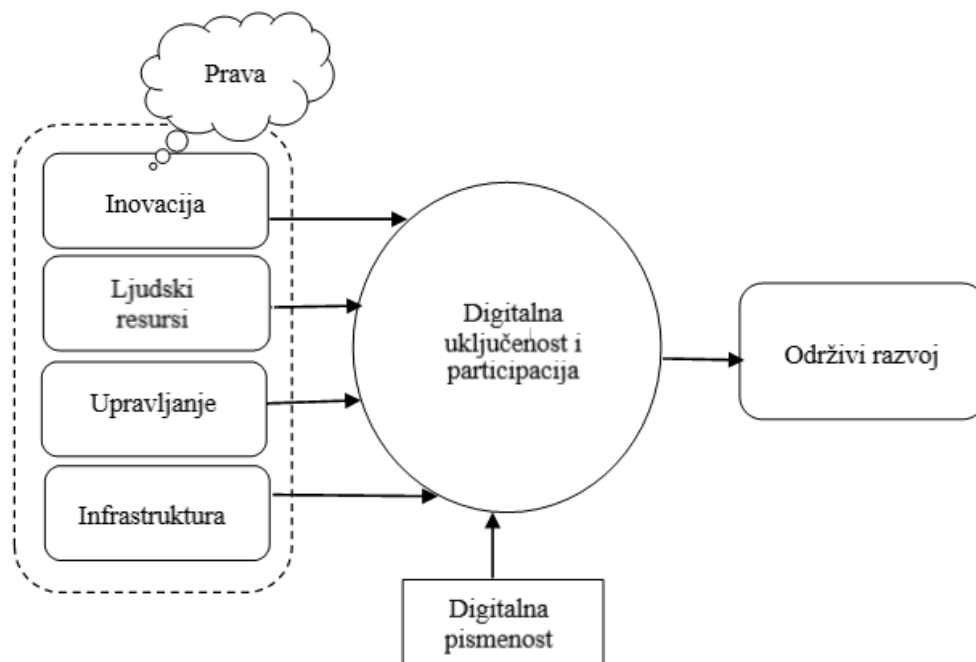 Prava
Inovacija
Ljudski
resursi
Upravljanje
Infrastruktura
Digitalna
uključenost i
participacija
Održivi razvoj
Digitalna
pismenost